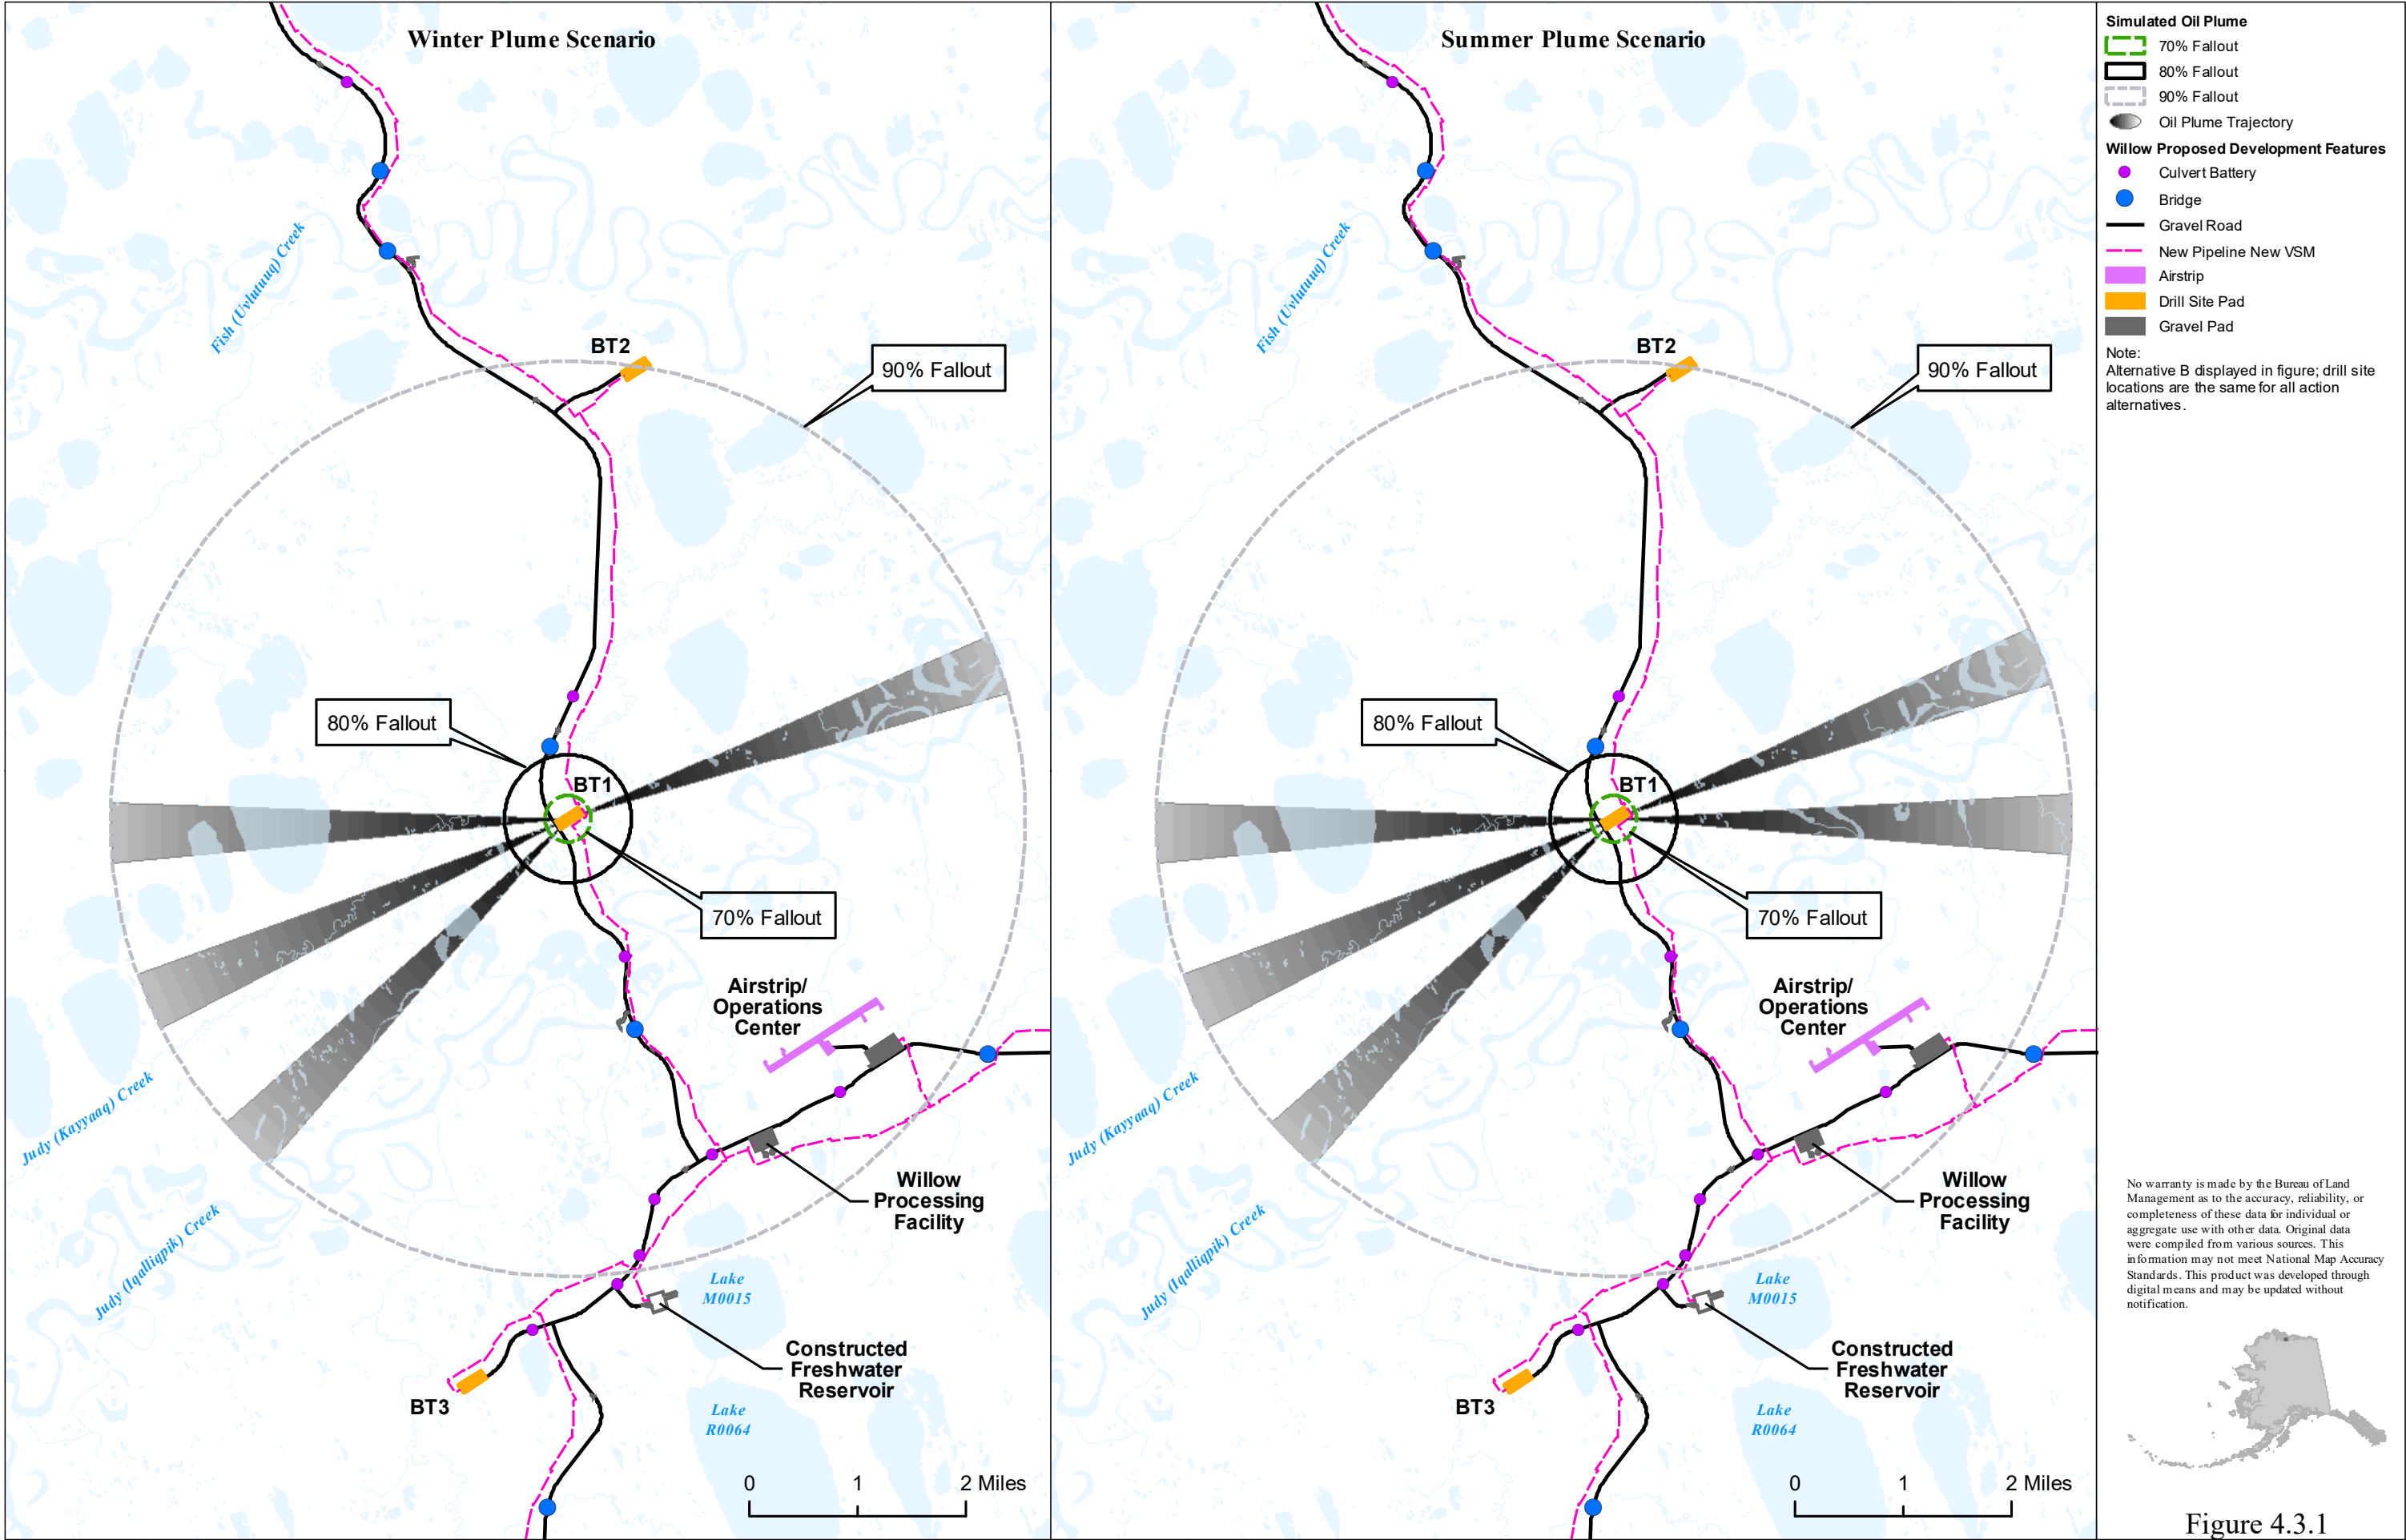 Winter Plume Scenario
Fish (Uvlutuuq) Creek
BT2
90% Fallout
80% Fallout
BT1
70% Fallout
Airstrip/
Operations
Center
Judy (Kayyaaq) Creek
Willow
Processing
Facility
Judy (Iqalliqpik) Creek
Lake
M0015
Constructed
Freshwater
Reservoir
BT3
Lake
R0064
0 1 2 Miles
Summer Plume Scenario
Fish (Uvlutuuq) Creek
BT2
90% Fallout
80% Fallout
BT1
70% Fallout
Airstrip/
Operations
Center
Judy (Kayyaaq) Creek
Willow
Processing
Facility
Judy (Iqalliqpik) Creek
Lake
M0015
Constructed
Freshwater
Reservoir
BT3
Lake
R0064
0 1 2 Miles
Simulated Oil Plume
70% Fallout
80% Fallout
90% Fallout
Oil Plume Trajectory
Willow Proposed Development Features
Culvert Battery
Bridge
Gravel Road
New Pipeline New VSM
Airstrip
Drill Site Pad
Gravel Pad
Note:
Alternative B displayed in figure; drill site
locations are the same for all action
alternatives.
No warranty is made by the Bureau of Land
Management as to the accuracy, reliability, or
completeness of these data for individual or
aggregate use with other data. Original data
were compiled from various sources. This
information may not meet National Map Accuracy
Standards. This product was developed through
digital means and may be updated without
notification.
Figure 4.3.1